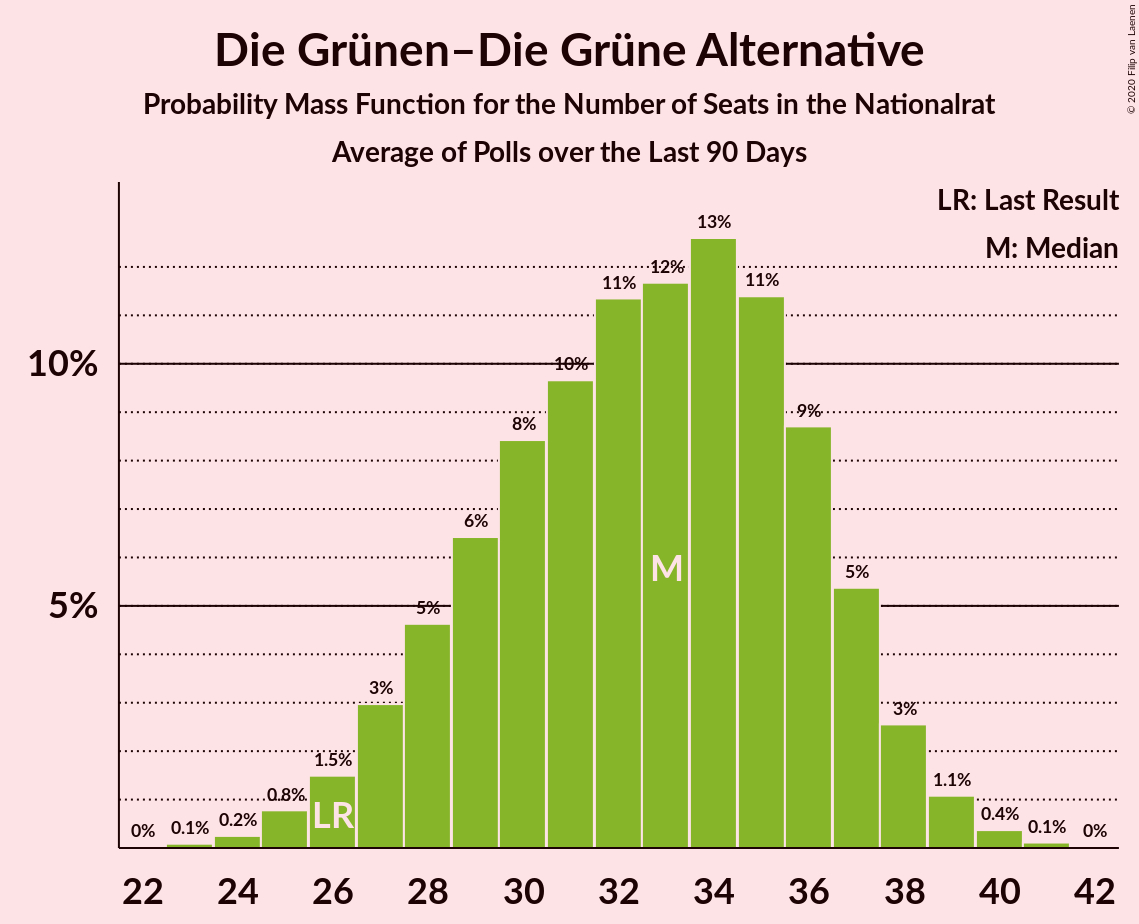 Die Grünen–Die Grüne Alternative
Probability Mass Function for the Number of Seats in the Nationalrat
Average of Polls over the Last 90 Days
© 2020 Filip van Laenen
LR: Last Result
M: Median
13%
12%
11%
11%
10%
10%
9%
8%
6%
5%
5%
5%
3%
3%
1.5%
1.1%
0.8%
0.4%
0.2%
0.1%
0.1%
0%
0%
M
LR
22 24 26 28 30 32 34 36 38 40 42